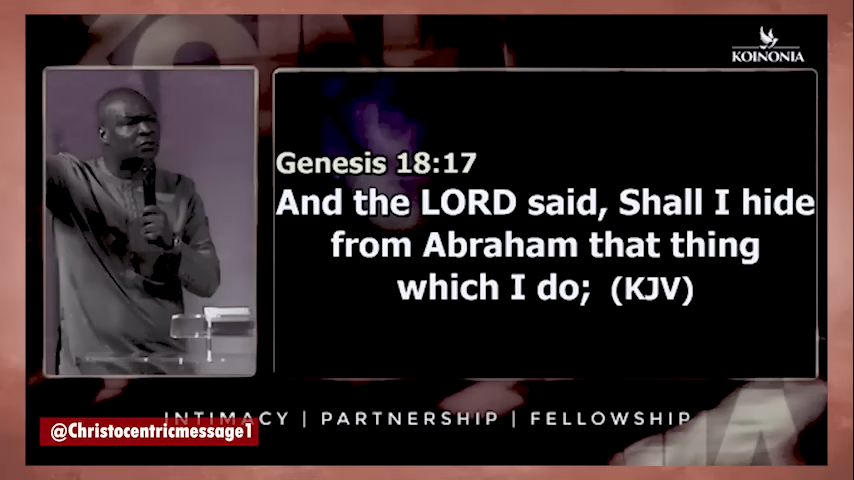 KOINONIA
Genesis 18:17
And the LORD said, Shall I hide
from Abraham that thing
which I do; (KJV)
INTIMACY | PARTNERSHIP | FELLOWSHIP
@Christocentricmessage1